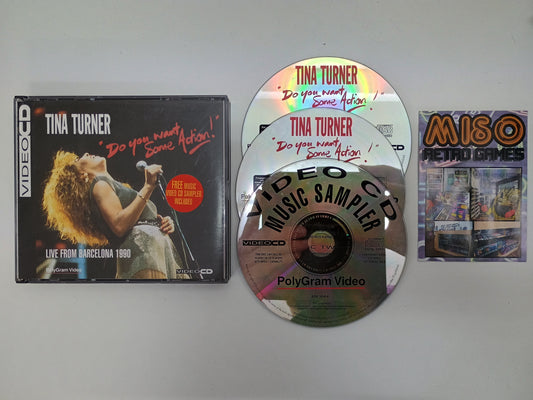 VIDEO CD
TINA TURNER
"Do you want
Some Action!"
FREE MUSIC
VIDEO CD SAMPLER
INCLUDED
LIVE FROM BARCELONA 1990
PolyGram Video
VIDEO CD
TINA TURNER
"Do you want
Some Action!"
TINA TURNER
"Do you want
Some Action!"
VIDEO CD
MUSIC SAMPLER
VIDEO CD
PolyGram Video
MISO
RETRO GAMES